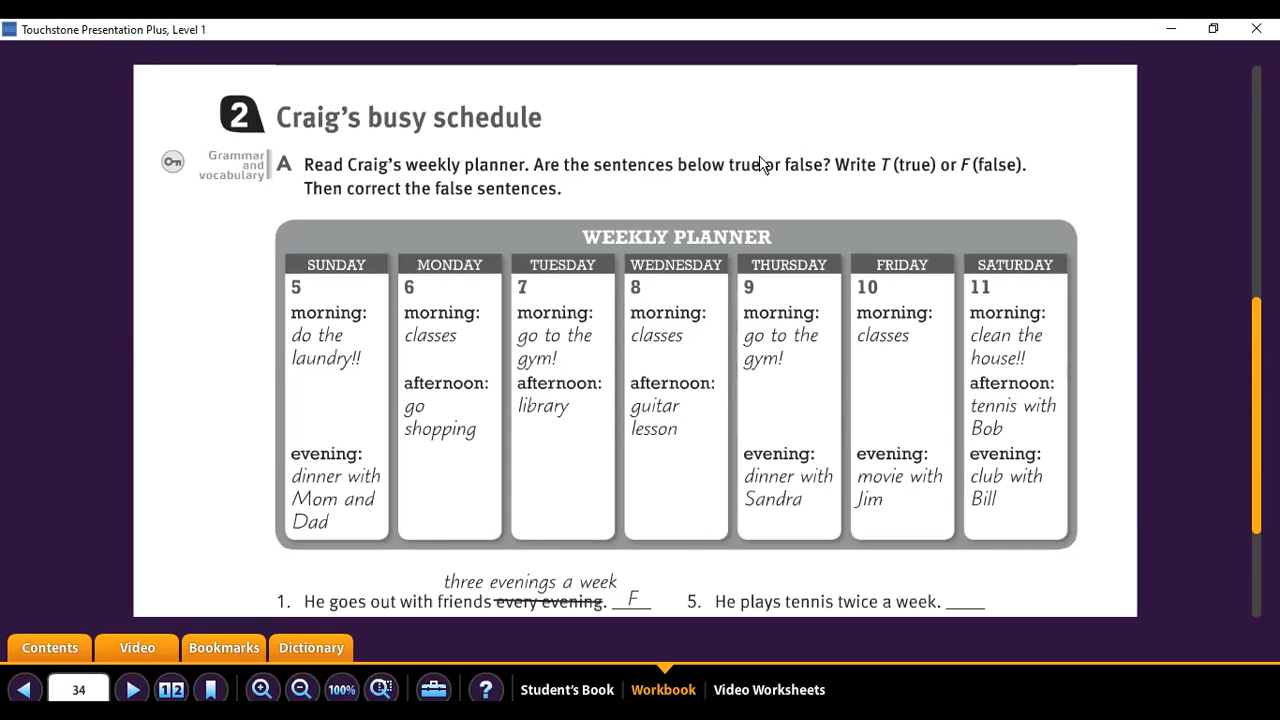 Touchstone Presentation Plus, Level 1
2 Craig's busy schedule
Grammar
and
vocabulary
A Read Craig's weekly planner. Are the sentences below true or false? Write T (true) or F (false).
Then correct the false sentences.
WEEKLY PLANNER
SUNDAY
5
morning:
do the
laundry!!
evening:
dinner with
Mom and
Dad
MONDAY
6
morning:
classes
afternoon:
go
shopping
TUESDAY
7
morning:
go to the
gym!
afternoon:
library
WEDNESDAY
8
morning:
classes
afternoon:
guitar
lesson
THURSDAY
9
morning:
go to the
gym!
evening:
dinner with
Sandra
FRIDAY
10
morning:
classes
evening:
movie with
Jim
SATURDAY
11
morning:
clean the
house!!
afternoon:
tennis with
Bob
evening:
club with
Bill
three evenings a week
1. He goes out with friends every evening. F
5. He plays tennis twice a week. ____
Contents Video Bookmarks Dictionary
34 12 100% ? Student's Book Workbook Video Worksheets